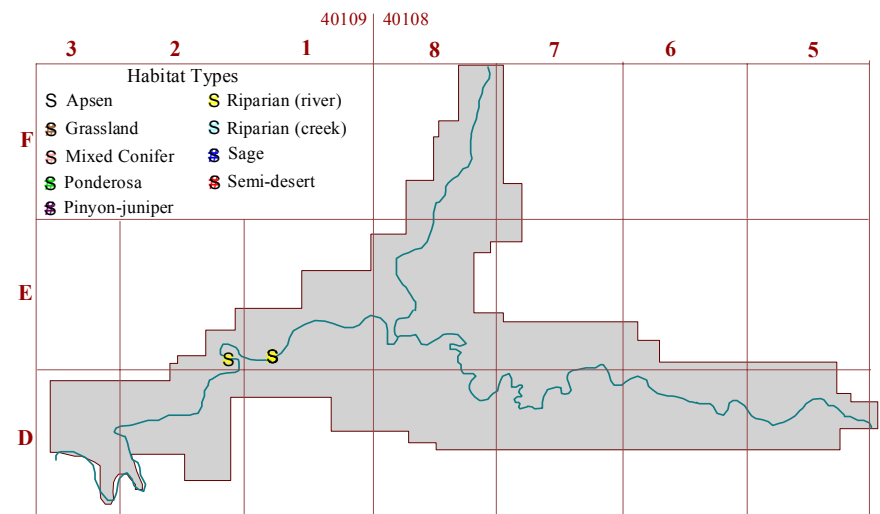 40109 40108
3 2 1 8 7 6 5
Habitat Types
S Apsen S Riparian (river)
S Grassland S Riparian (creek)
S Mixed Conifer S Sage
S Ponderosa S Semi-desert
S Pinyon-juniper
F
E
S S
D